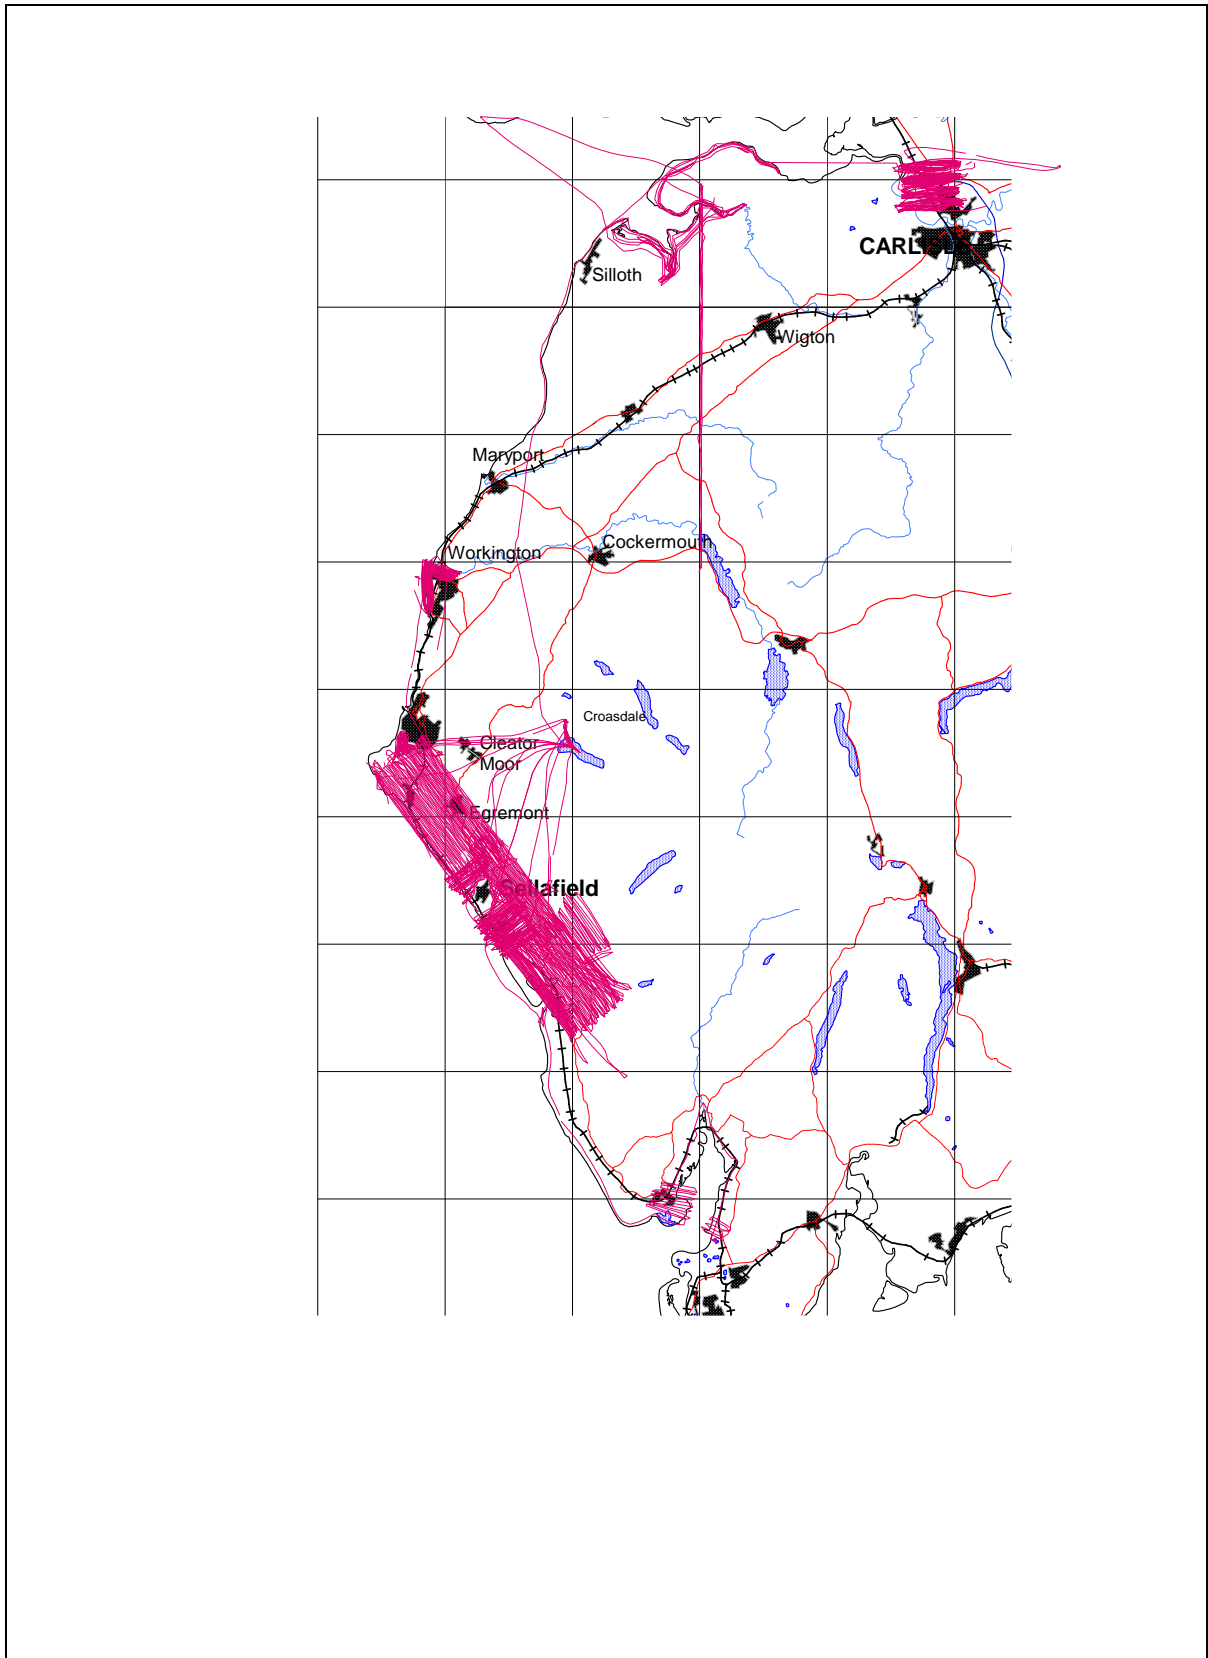 CARLISLE
Silloth
Wigton
Maryport
Workington
Cockermouth
Croasdale
Cleator
Moor
Egremont
Sellafield